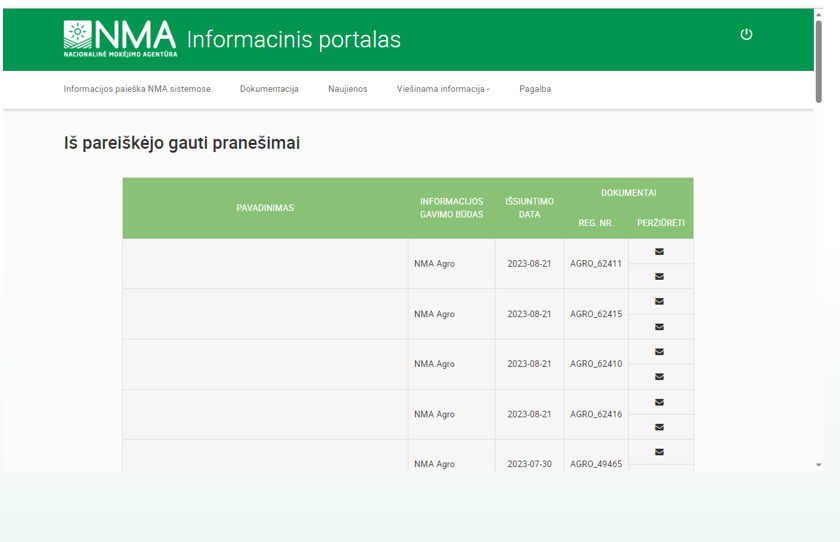 NMA Informacinis portalas
NACIONALINĖ MOKĖJIMO AGENTŪRA
Informacijos paieška NMA sistemose Dokumentacija Naujienos Viešinama informacija Pagalba
Iš pareiškėjo gauti pranešimai
PAVADINIMAS
INFORMACIJOS GAVIMO BŪDAS
IŠSIUNTIMO DATA
DOKUMENTAI
REG. NR. PERŽIŪRĖTI
NMA Agro 2023-08-21 AGRO_62411
NMA Agro 2023-08-21 AGRO_62415
NMA Agro 2023-08-21 AGRO_62410
NMA Agro 2023-08-21 AGRO_62416
NMA Agro 2023-07-30 AGRO_49465